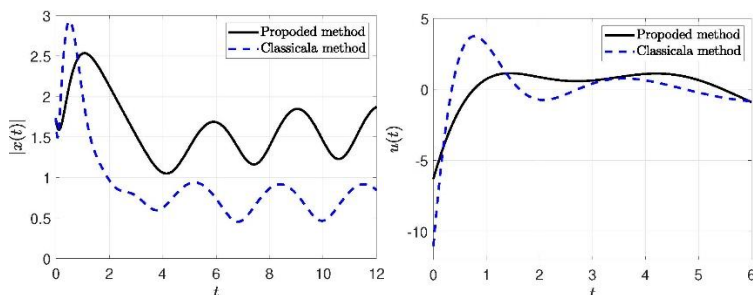 3
2.5
2
1.5
1
0.5
0
|x(t)|
Propoded method
Classicala method
0 2 4 6 8 10 12
t
5
0
-5
-10
u(t)
Propoded method
Classicala method
0 1 2 3 4 5 6
t